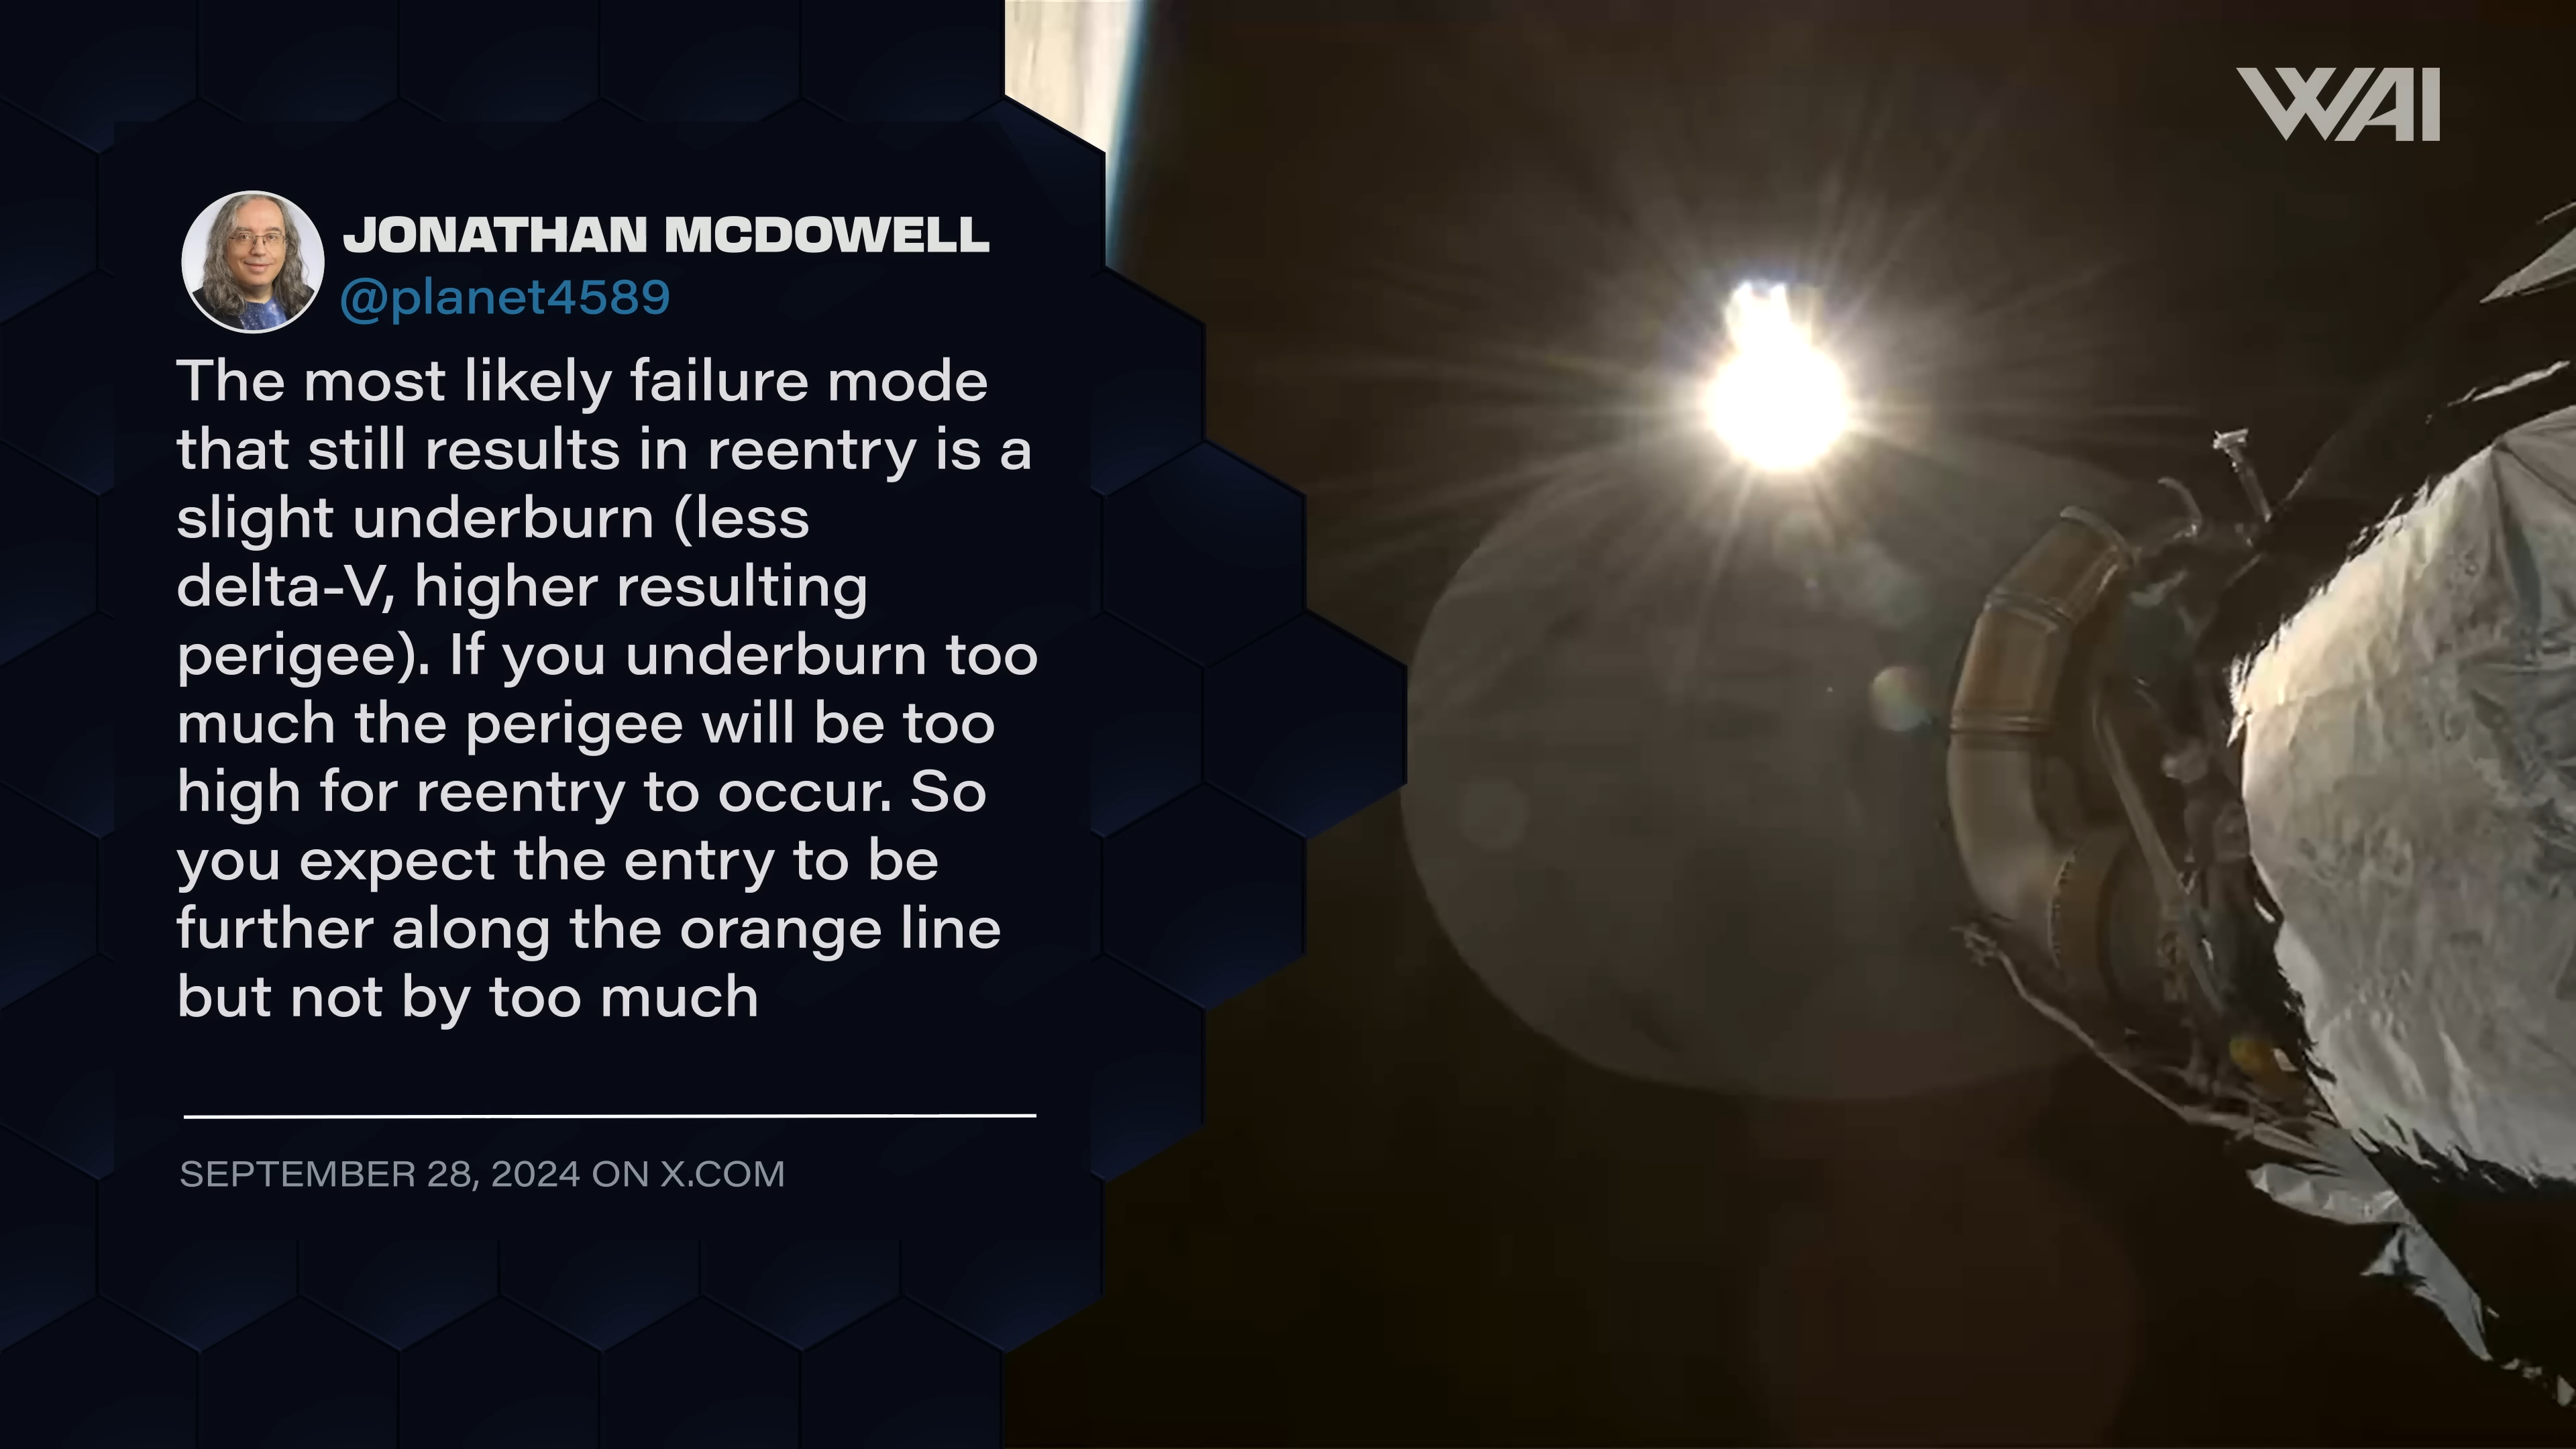 WAI
JONATHAN MCDOWELL
@planet4589
The most likely failure mode
that still results in reentry is a
slight underburn (less
delta-V, higher resulting
perigee). If you underburn too
much the perigee will be too
high for reentry to occur. So
you expect the entry to be
further along the orange line
but not by too much
SEPTEMBER 28, 2024 ON X.COM